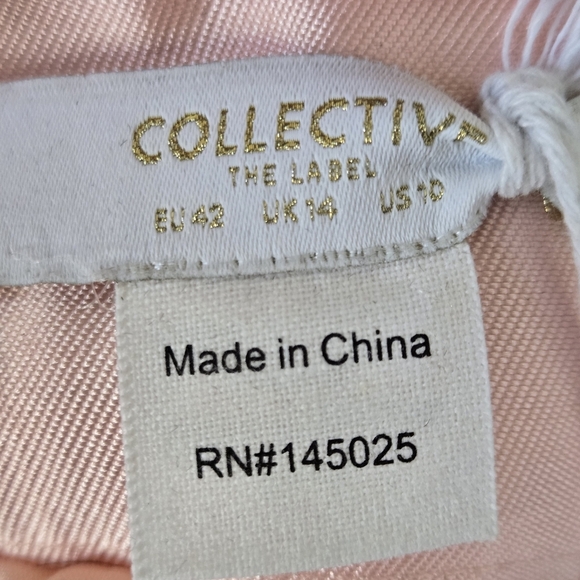 COLLECTIVE
THE LABEL
EU 42 UK 14 US 10
Made in China
RN#145025